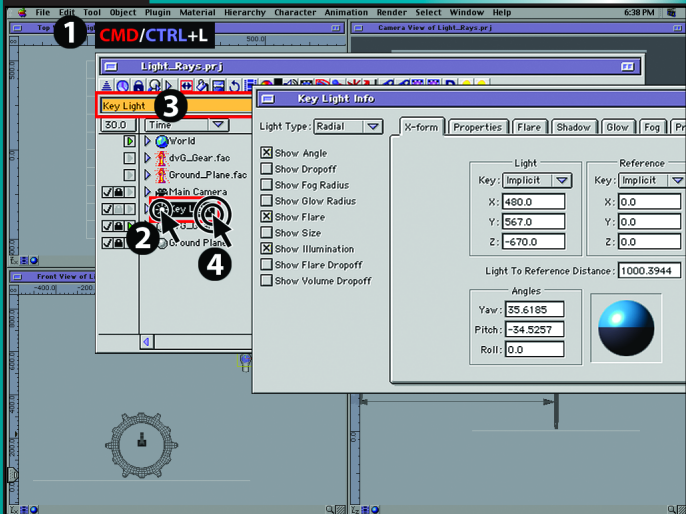 File Edit Tool Object Plugin Material Hierarchy Character Animation Render Select Window Help 6:38 PM
1 CMD/CTRL+L
Camera View of Light_Rays.prj
500.0
Light_Rays.prj
Key Light 3
30.0 Time
World
dvG_Gear.fac
Ground_Plane.fac
Main Camera
2
4
Ground Plane
Front View of
-400.0 -200.0
Key Light Info
Light Type: Radial
Show Angle
Show Dropoff
Show Fog Radius
Show Glow Radius
Show Flare
Show Size
Show Illumination
Show Flare Dropoff
Show Volume Dropoff
X-form Properties Flare Shadow Glow Fog
Light Reference
Key: Implicit Key: Implicit
X: 480.0 X: 0.0
Y: 567.0 Y: 0.0
Z: -670.0 Z: 0.0
Light To Reference Distance: 1000.3944
Angles
Yaw: 35.6185
Pitch: -34.5257
Roll: 0.0